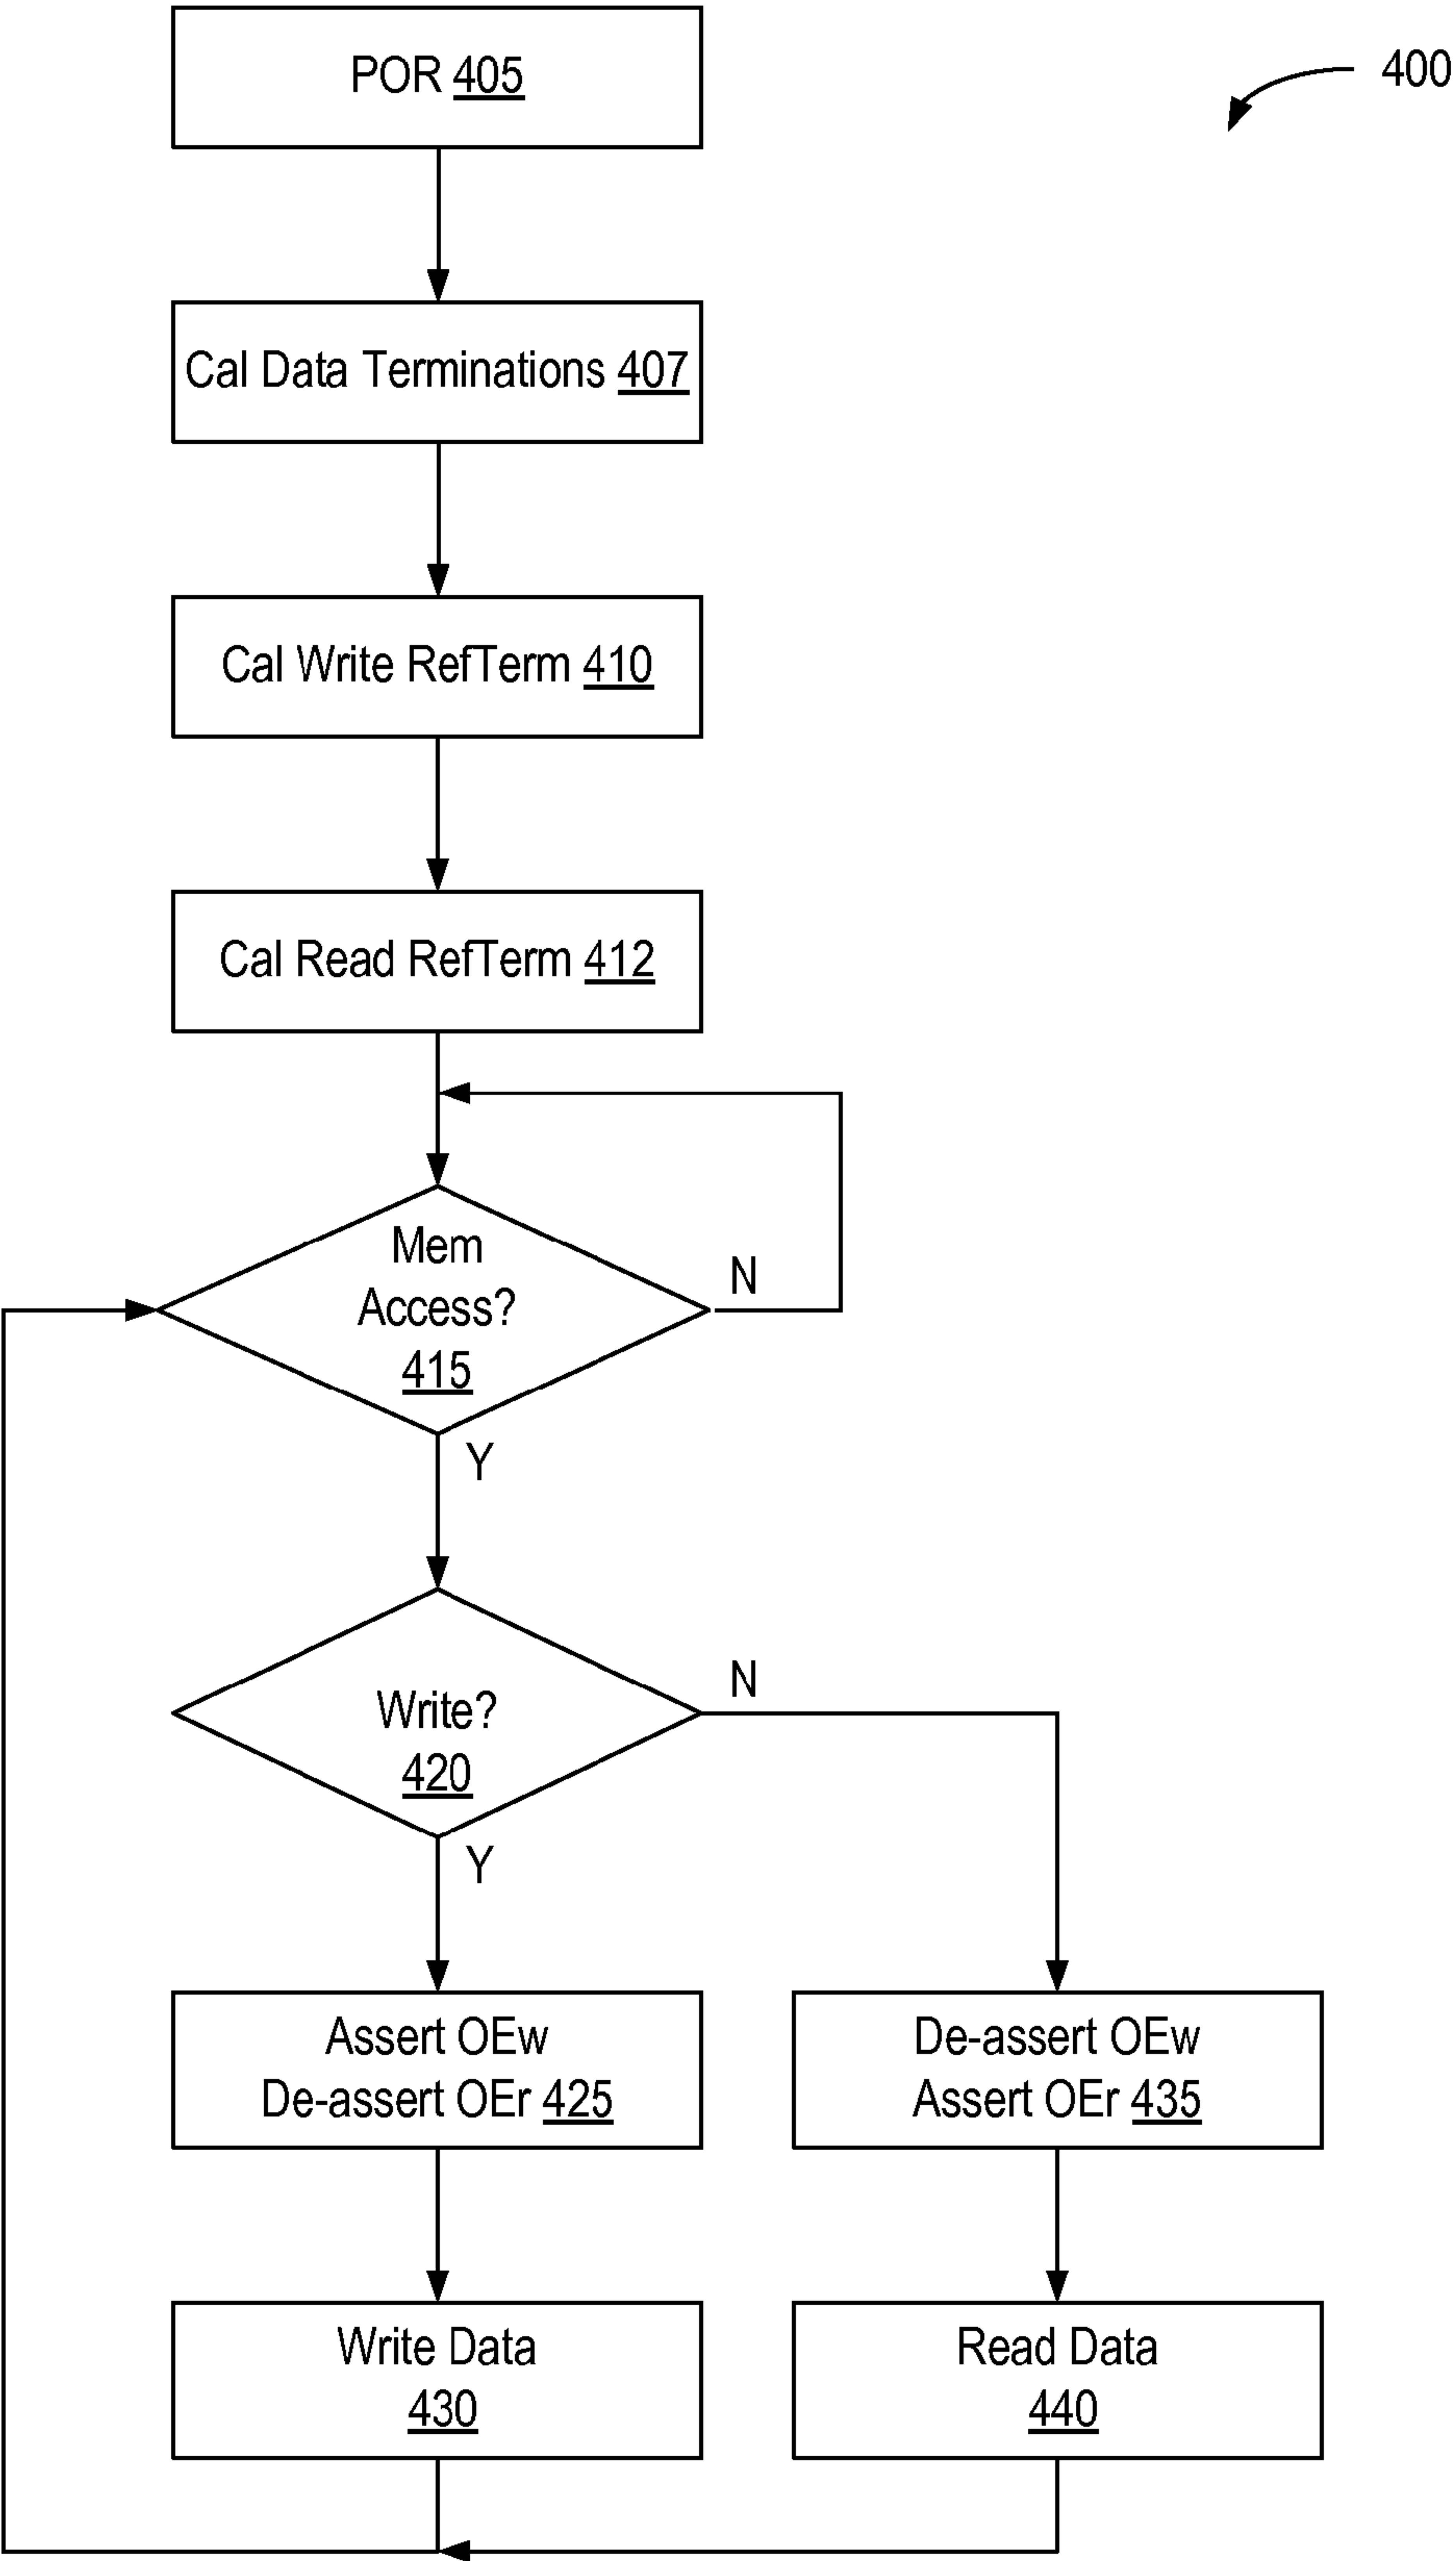 POR 405
400
Cal Data Terminations 407
Cal Write RefTerm 410
Cal Read RefTerm 412
Mem
Access?
415
N
Y
Write?
420
N
Y
Assert OEw
De-assert OEr 425
De-assert OEw
Assert OEr 435
Write Data
430
Read Data
440